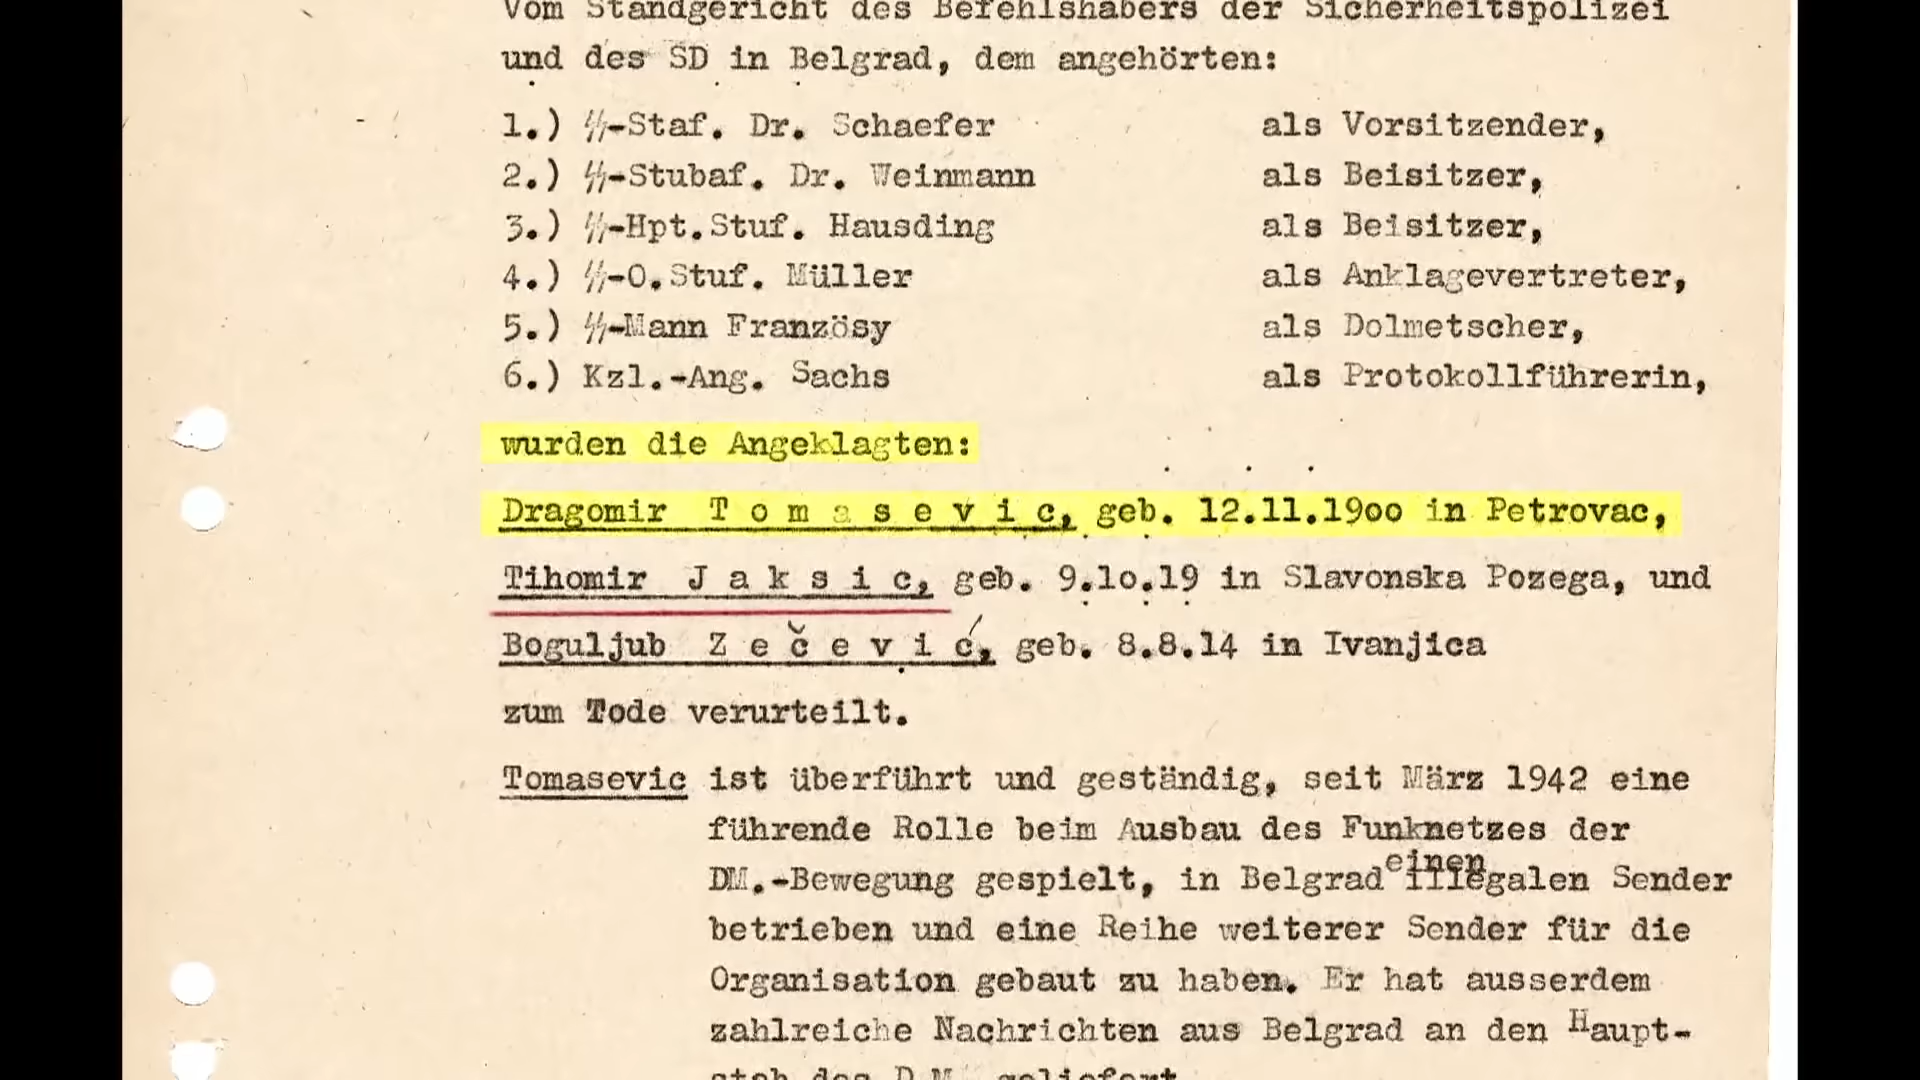 Vom Standgericht des Befehlshabers der Sicherheitspolizei
und des SD in Belgrad, dem angehörten:
1.) ᛋᛋ-Staf. Dr. Schaefer als Vorsitzender,
2.) ᛋᛋ-Stubaf. Dr. Weinmann als Beisitzer,
3.) ᛋᛋ-Hpt.Stuf. Hausding als Beisitzer,
4.) ᛋᛋ-O.Stuf. Müller als Anklagevertreter,
5.) ᛋᛋ-Mann Französy als Dolmetscher,
6.) Kzl.-Ang. Sachs als Protokollführerin,
wurden die Angeklagten:
Dragomir T o m a s e v i c, geb. 12.11.19oo in Petrovac,
Tihomir J a k s i c, geb. 9.1o.19 in Slavonska Pozega, und
Boguljub Z e č e v i ć, geb. 8.8.14 in Ivanjica
zum Tode verurteilt.
Tomasevic ist überführt und geständig, seit März 1942 eine
führende Rolle beim Ausbau des Funknetzes der
DM.-Bewegung gespielt, in Belgrad einen illegalen Sender
betrieben und eine Reihe weiterer Sender für die
Organisation gebaut zu haben. Er hat ausserdem
zahlreiche Nachrichten aus Belgrad an den Haupt-
stab des D.M. geliefert.